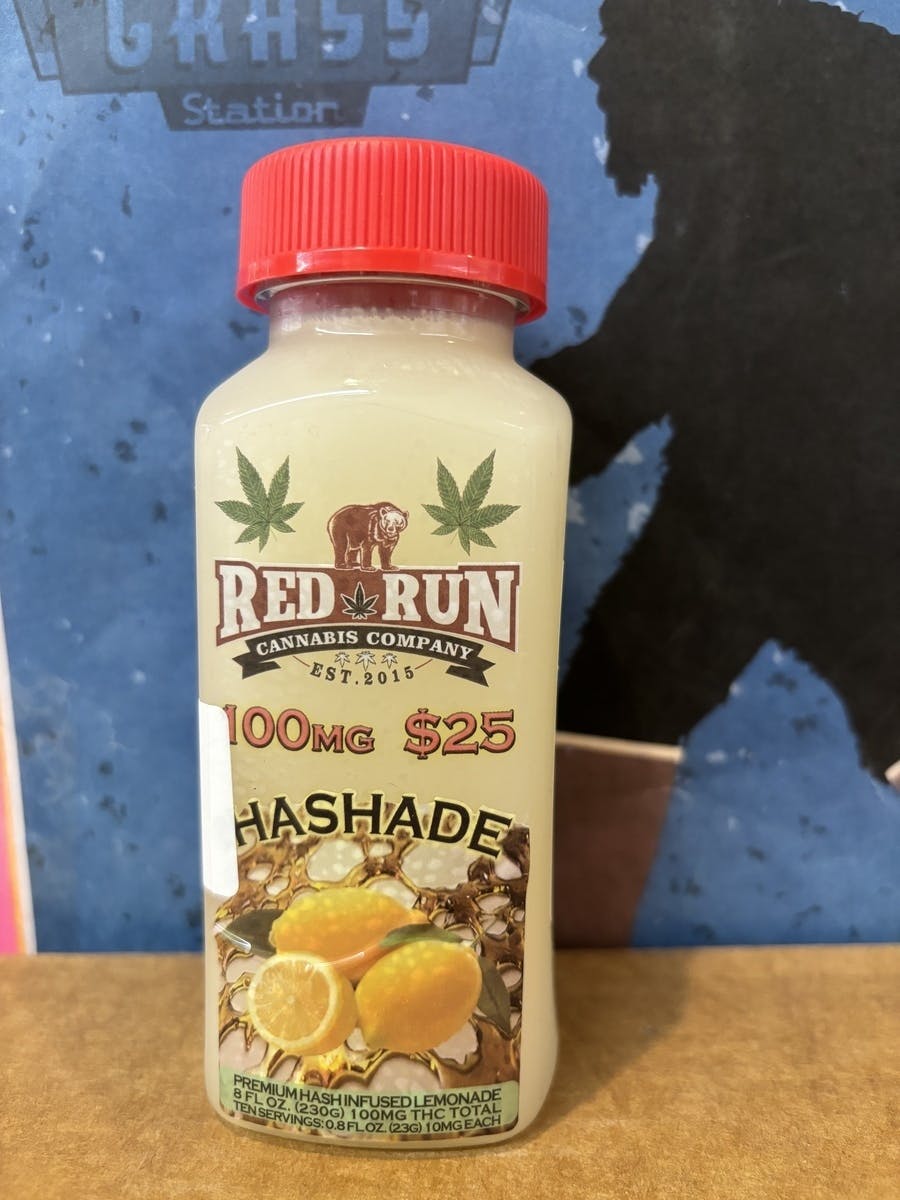 GRASS
Station
RED RUN
CANNABIS COMPANY
EST. 2015
100MG $25
HASHADE
PREMIUM HASH INFUSED LEMONADE
8 FL OZ. (230G) 100MG THC TOTAL
TEN SERVINGS: 0.8 FL OZ. (23G) 10MG EACH